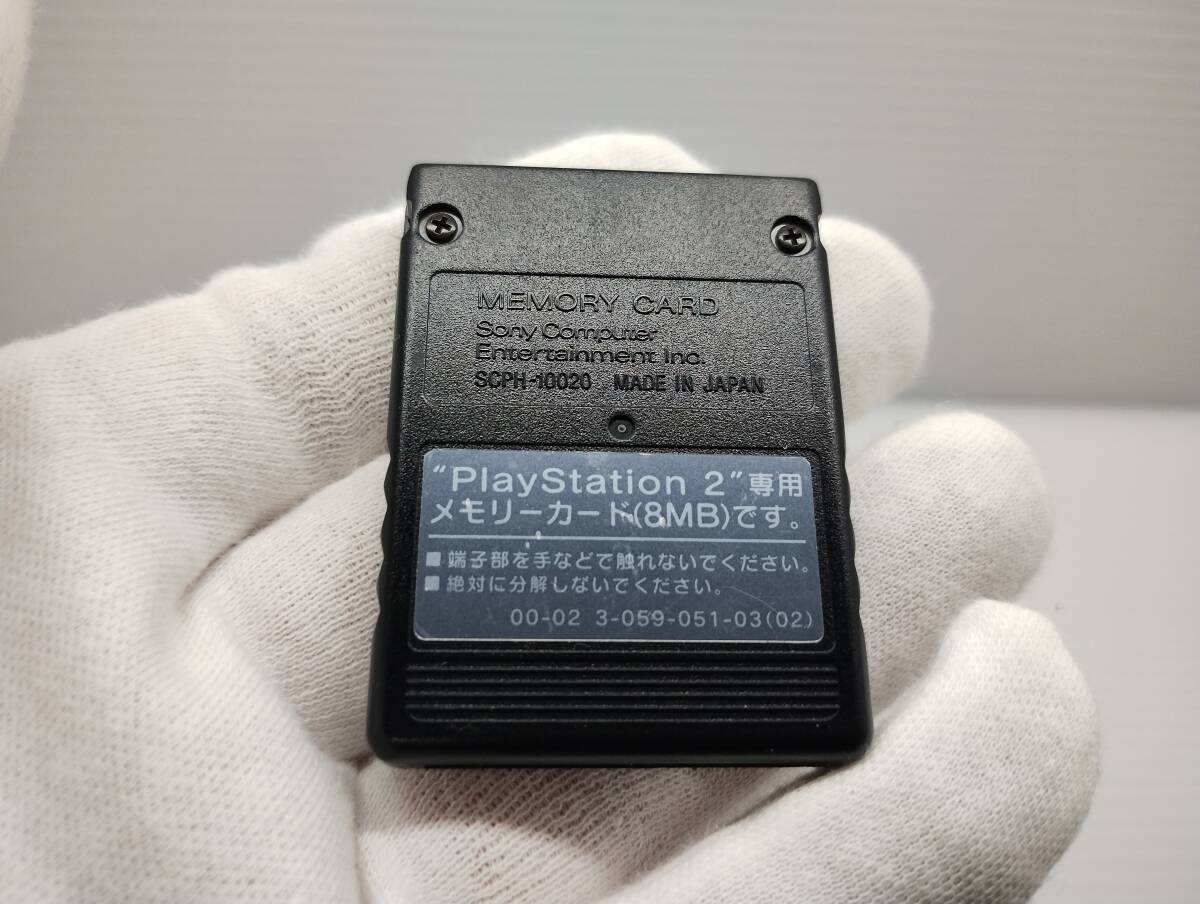 MEMORY CARD
Sony Computer
Entertainment Inc.
SCPH-10020 MADE IN JAPAN
"PlayStation 2"専用
メモリーカード(8MB)です。
■端子部を手などで触れないでください。
■絶対に分解しないでください。
00-02 3-059-051-03(02)